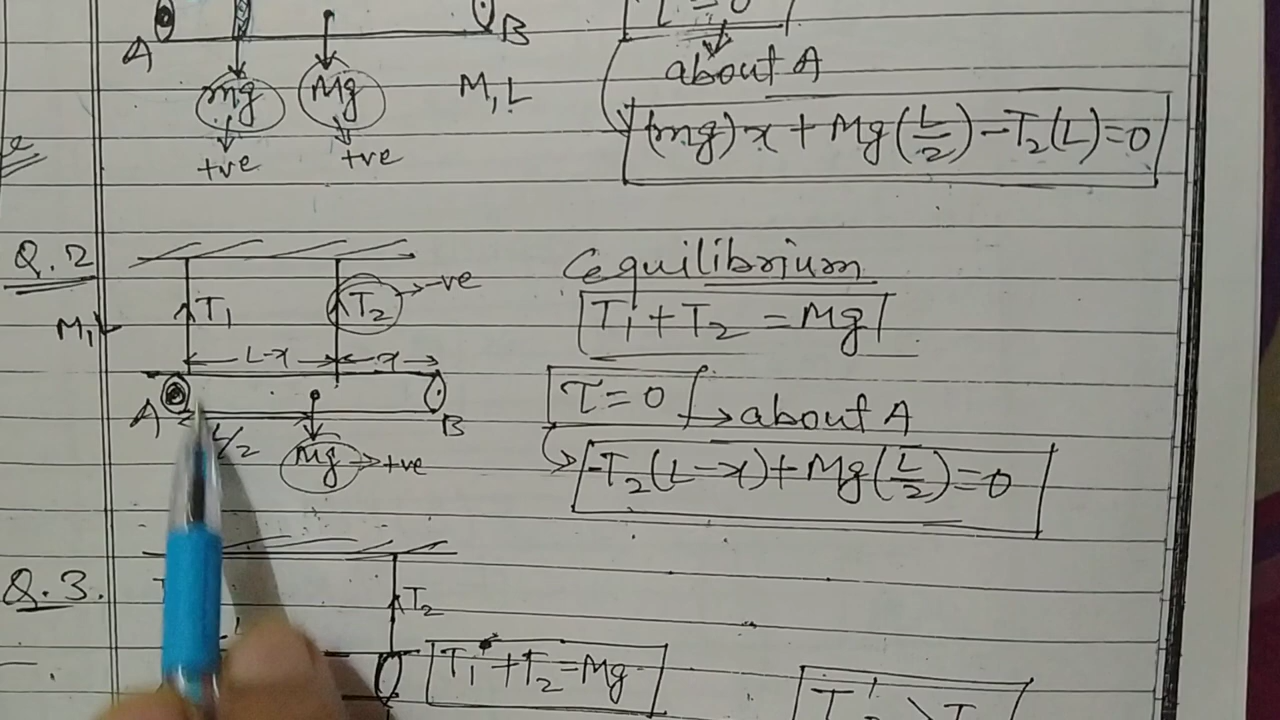 A
B
mg
Mg
M, L
+ve
+ve
about A
(mg)x + Mg(L/2) - T2(L) = 0
Q.2
T1
T2 → -ve
M, L
L-x
x
A
B
L/2
Mg → +ve
Cequilibrium
T1 + T2 = Mg
τ = 0 → about A
-T2(L-x) + Mg(L/2) = 0
Q.3.
T2
T1 + T2 = Mg